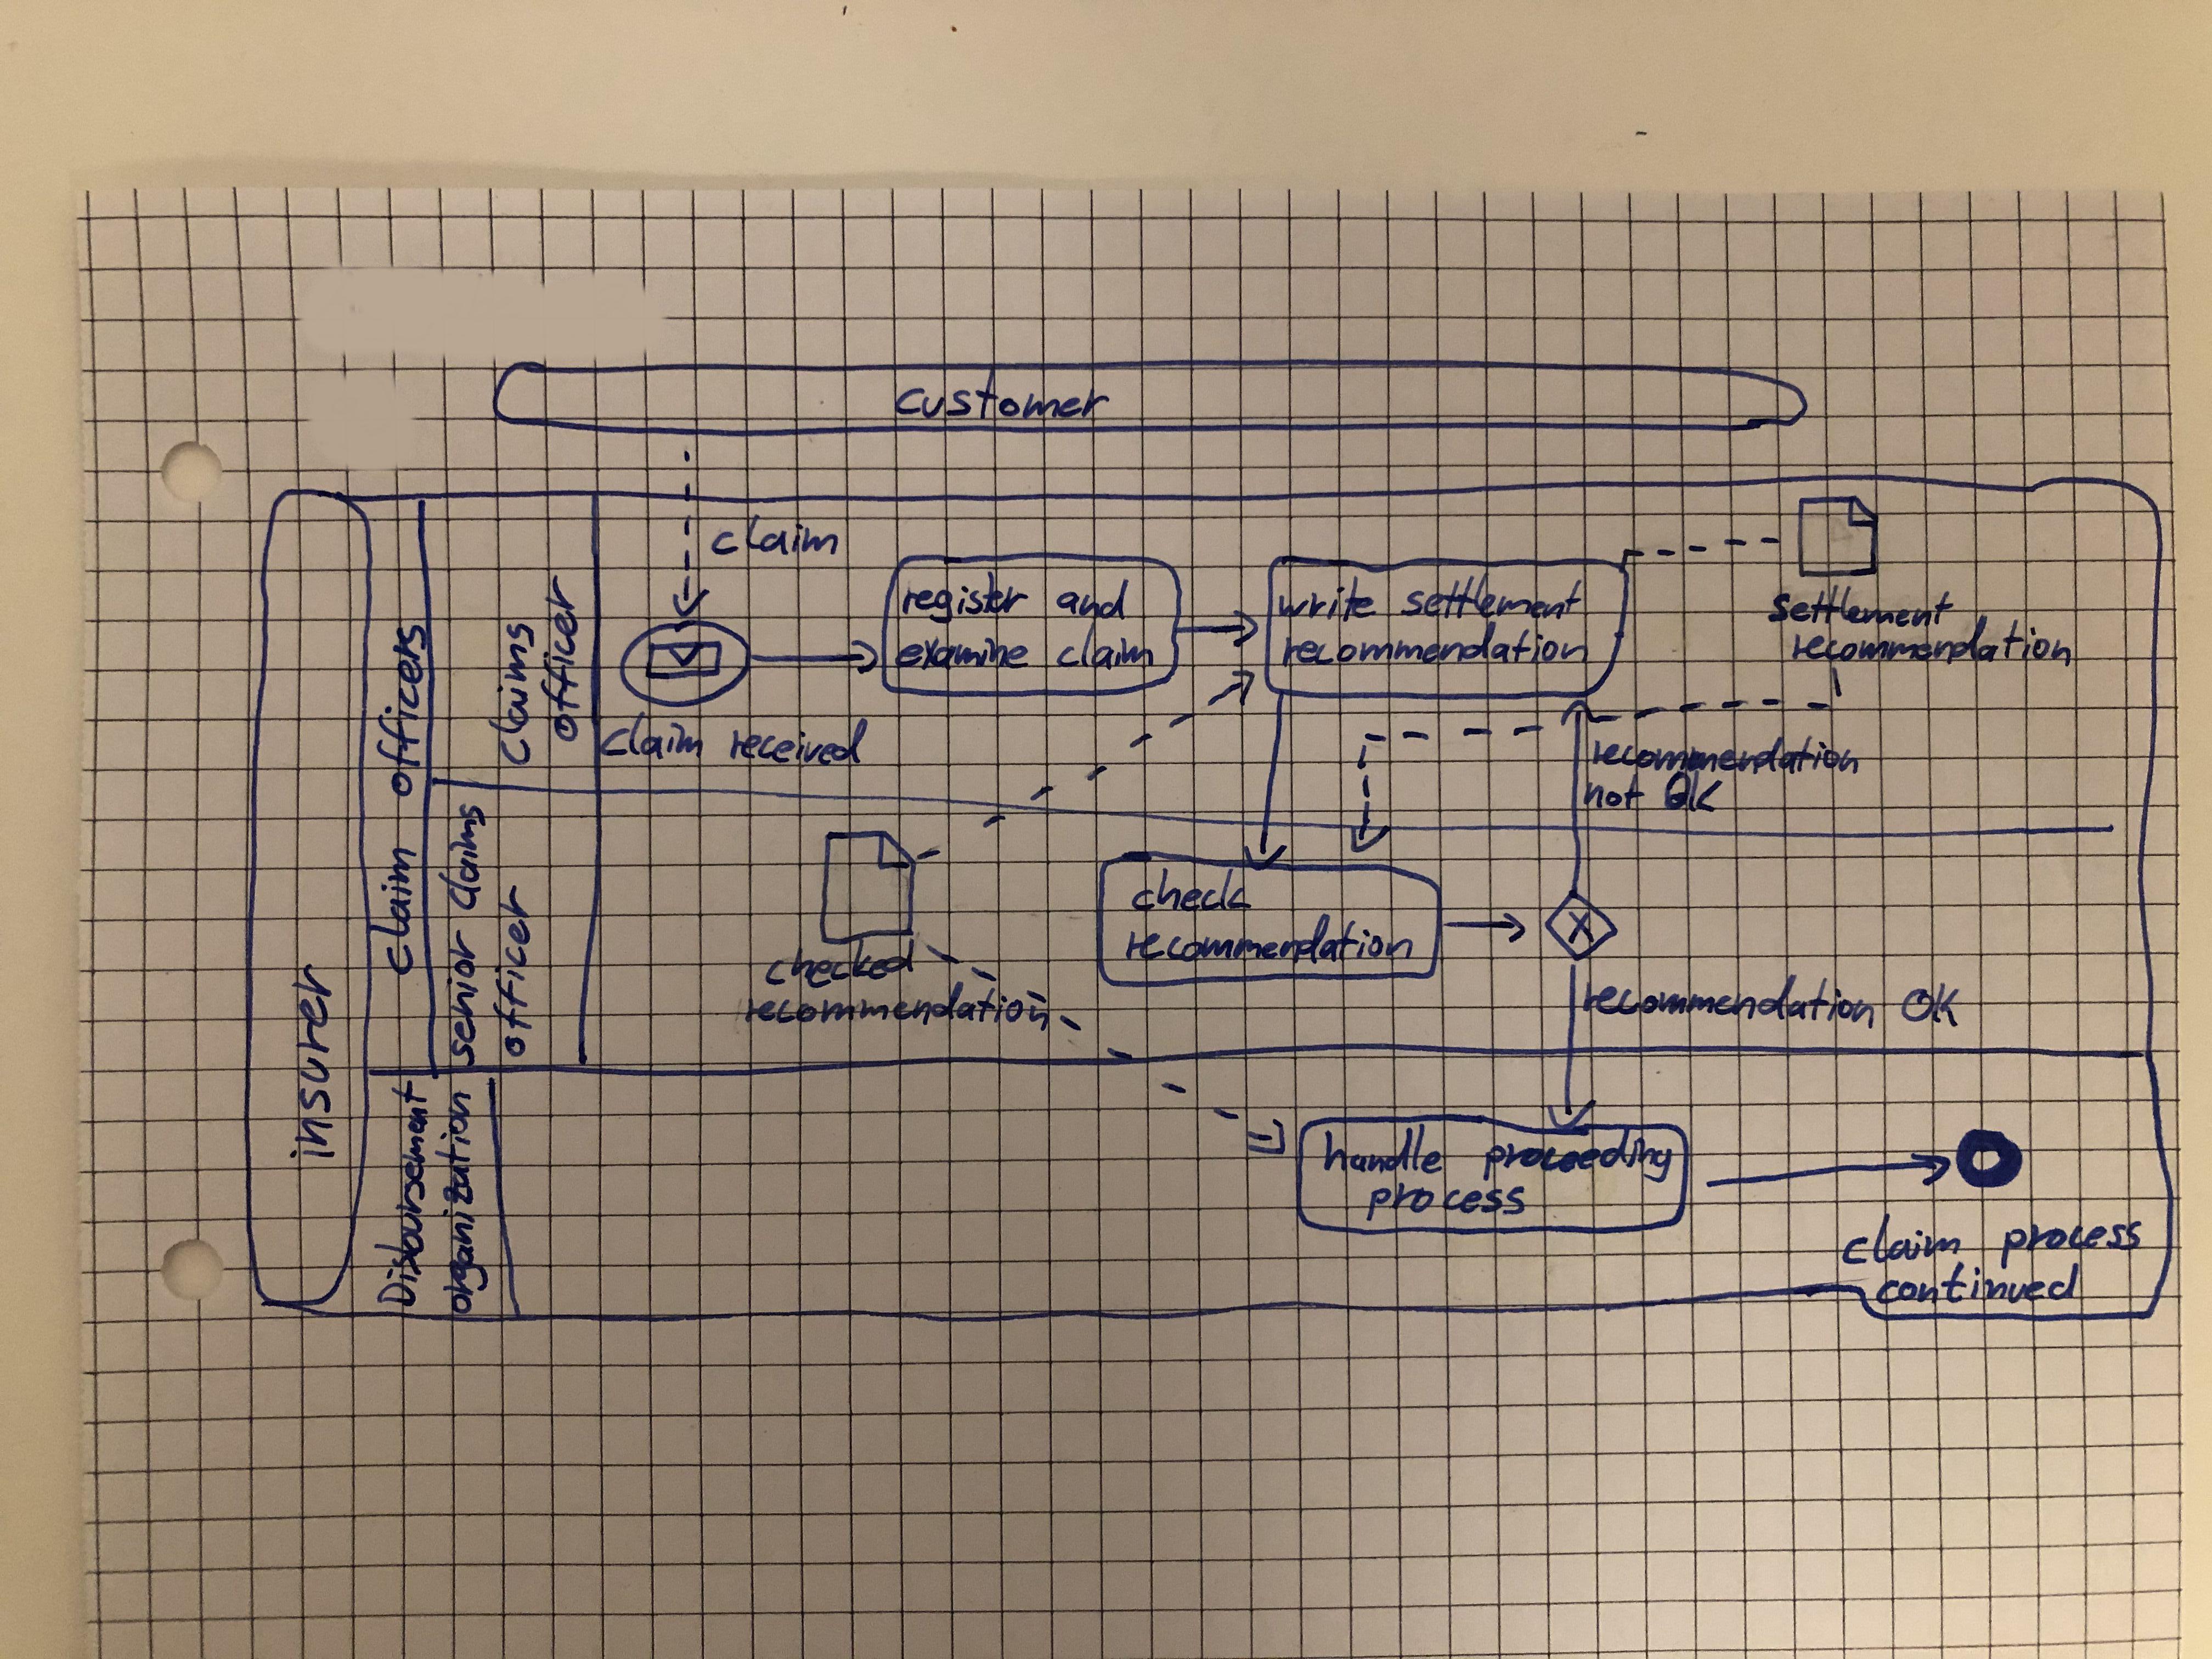 customer
claim
register and
examine claim
write settlement
recommendation
settlement
recommendation
claim received
recommendation
not OK
insurer
claim officers
claims
officer
senior claims
officer
checked
recommendation
check
recommendation
X
recommendation OK
Disbursement
organization
handle proceeding
process
claim process
continued